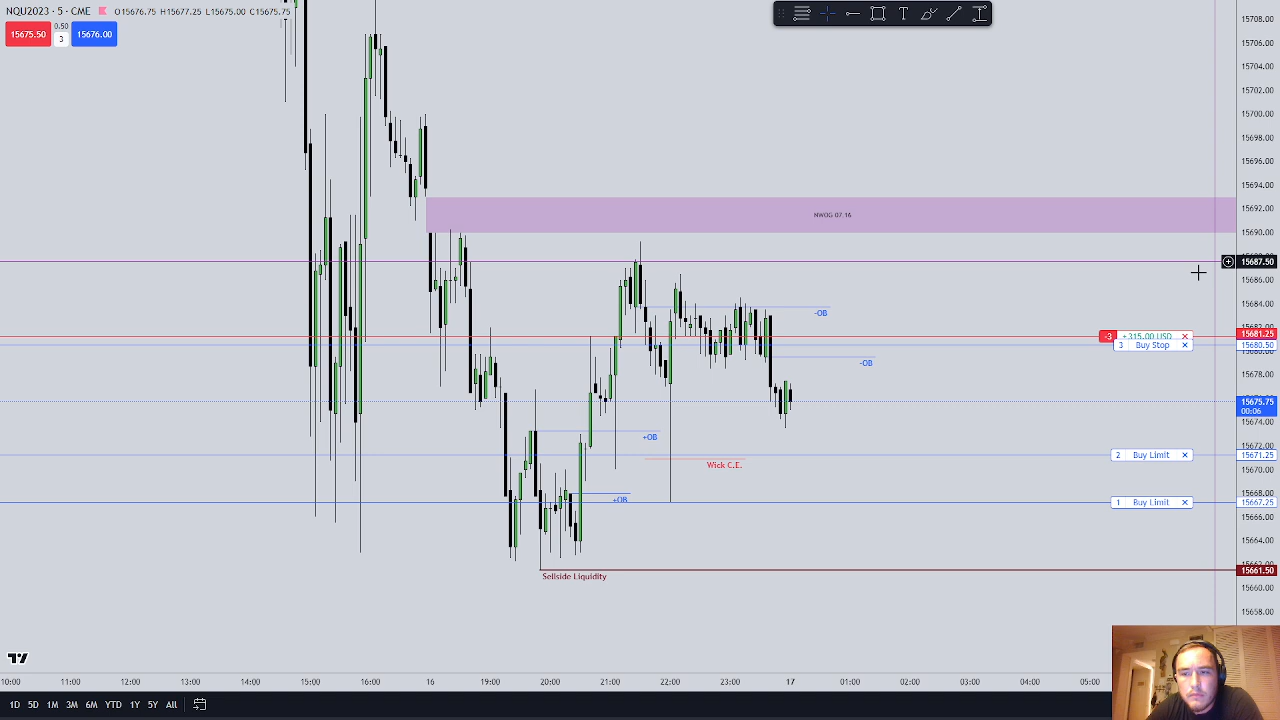 NQU2023 · 5 · CME O15676.75 H15677.25 L15675.00 C15675.75
15675.50 0.50 3 15676.00
15708.00
15706.00
15704.00
15702.00
15700.00
15698.00
15696.00
15694.00
15692.00
NWOG 07.16
15690.00
15687.50
15686.00
15684.00
-OB
15681.25
-3 +315.00 USD ×
3 Buy Stop × 15680.50
-OB
15678.00
15675.75
00:06
15674.00
+OB
15672.00
2 Buy Limit × 15671.25
Wick C.E.
15670.00
15668.00
+OB
1 Buy Limit × 15667.25
15666.00
15664.00
15661.50
Sellside Liquidity
15660.00
15658.00
10:00 11:00 12:00 13:00 14:00 15:00 16:00 16 19:00 20:00 21:00 22:00 23:00 17 01:00 02:00 03:00 04:00 05:00
1D 5D 1M 3M 6M YTD 1Y 5Y All